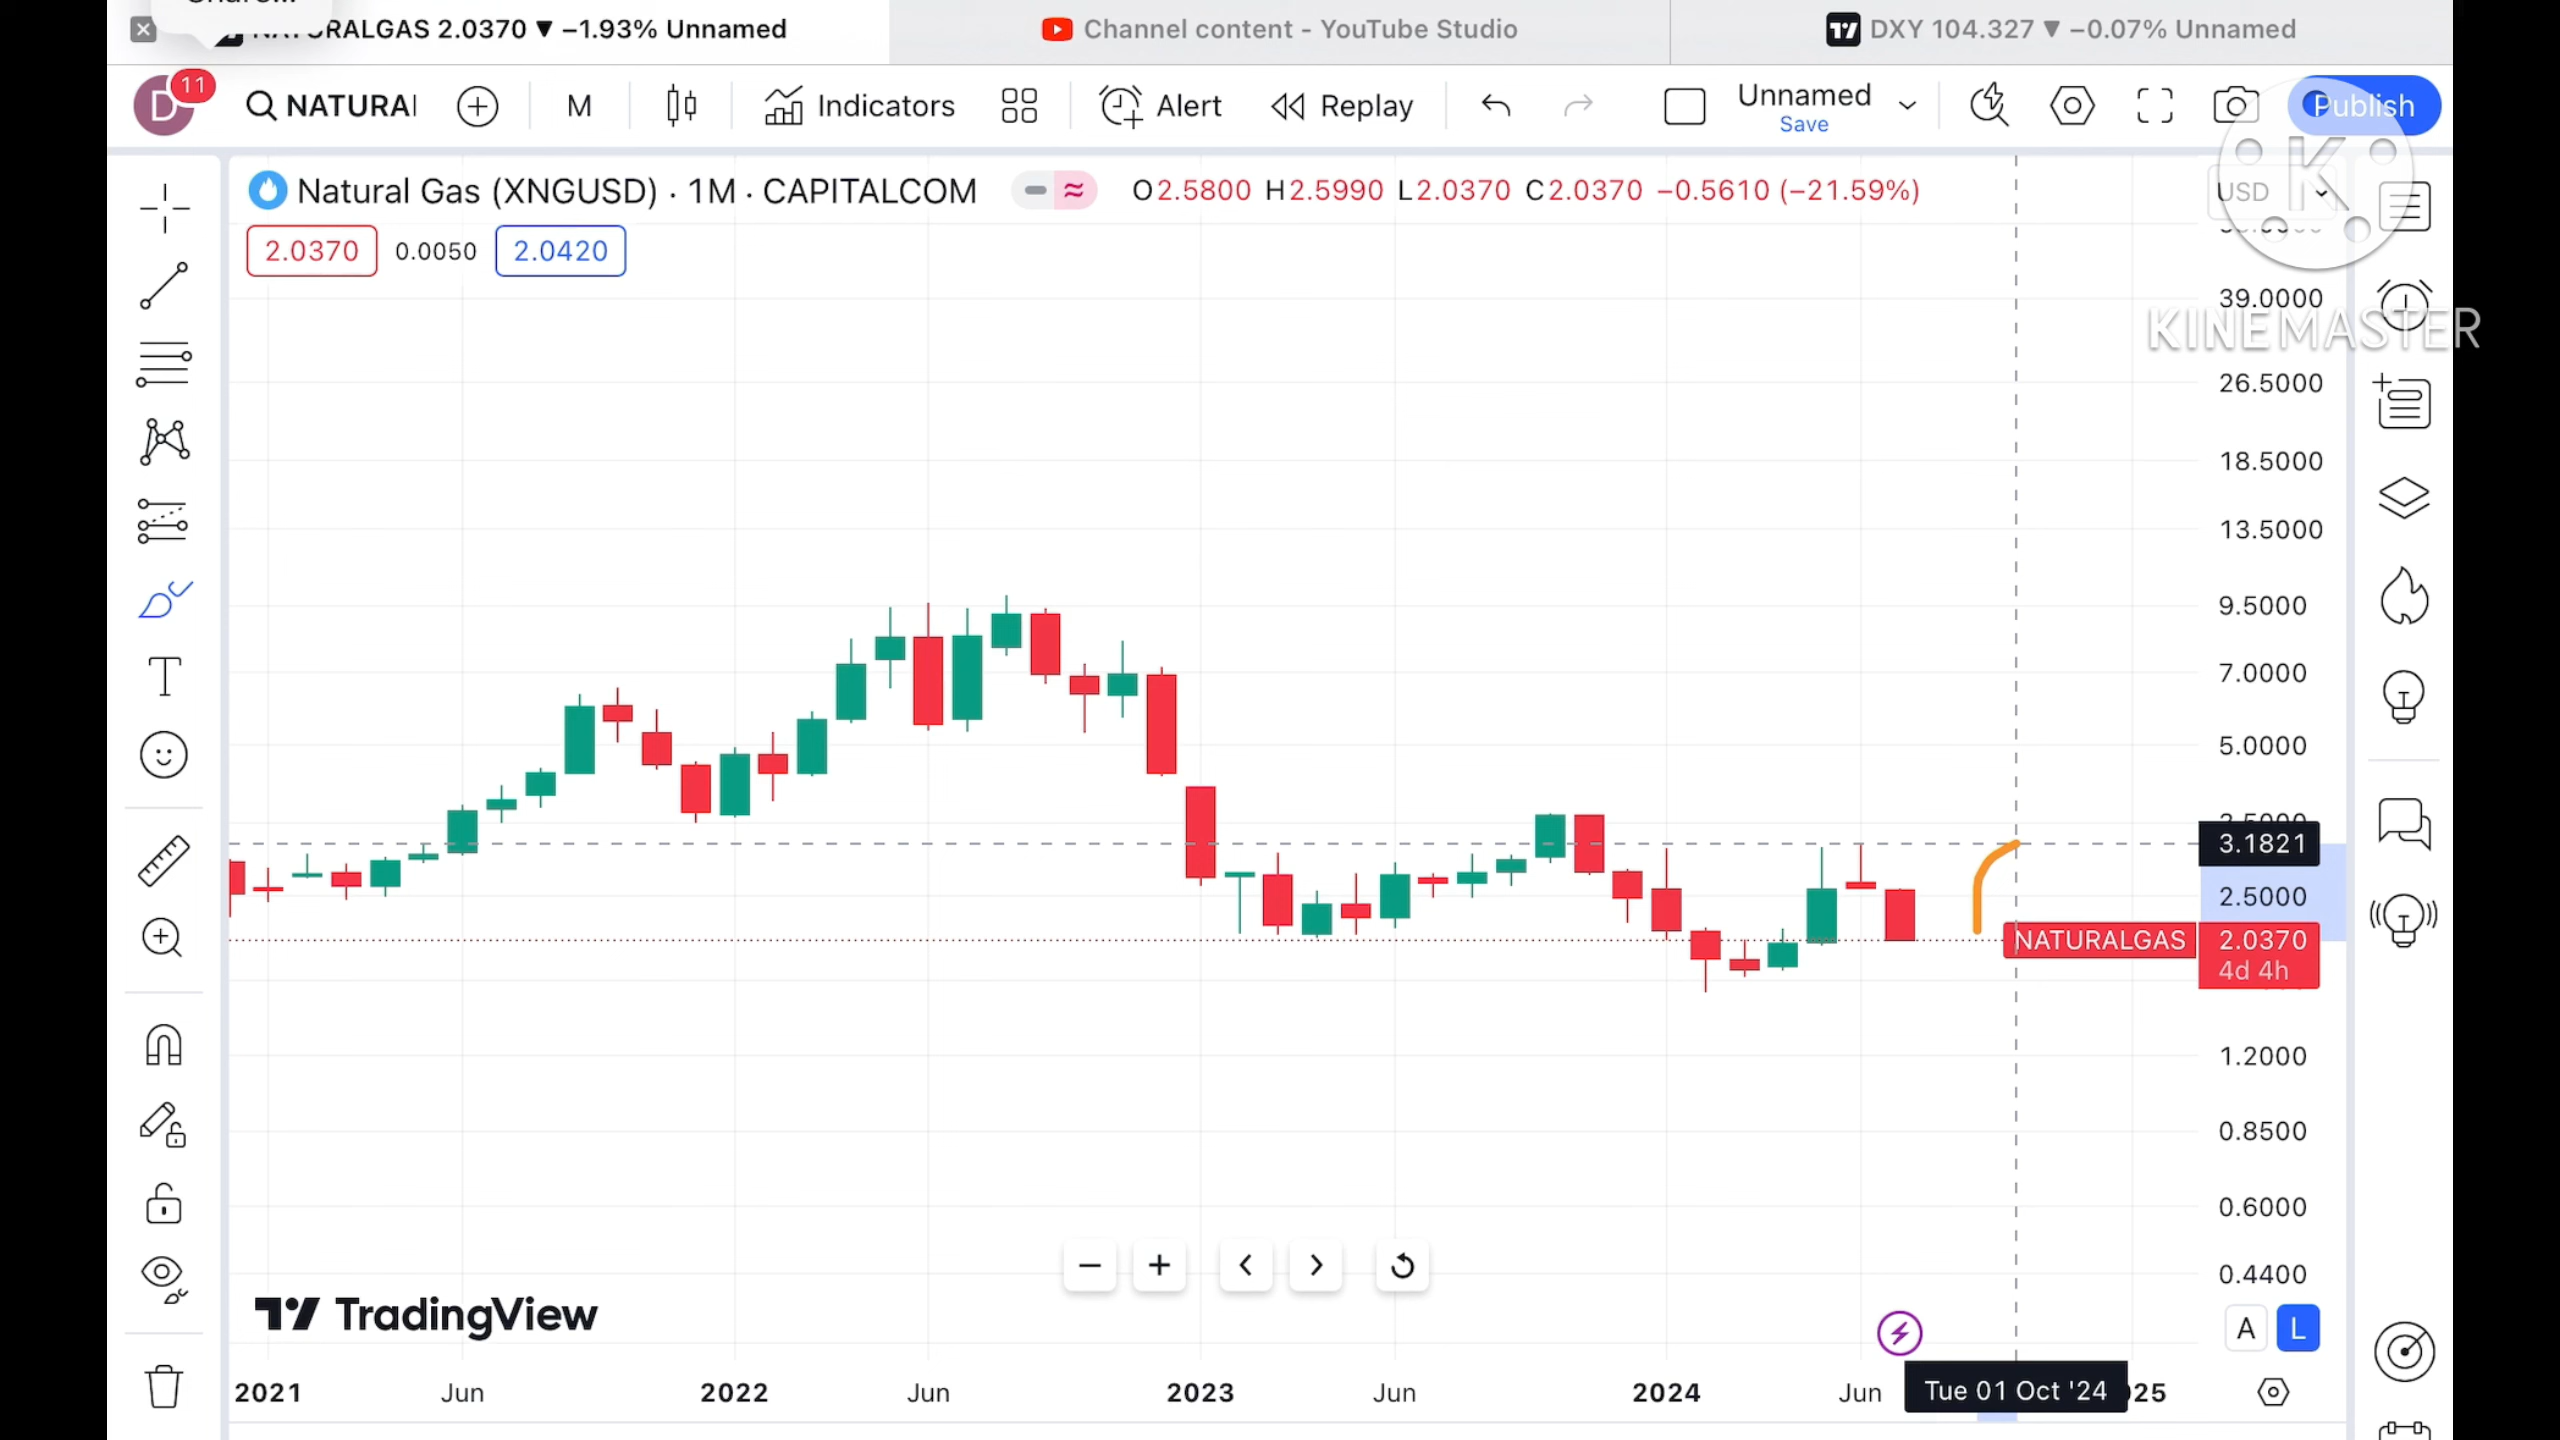 NATURALGAS 2.0370 ▼ −1.93% Unnamed
Channel content - YouTube Studio
DXY 104.327 ▼ −0.07% Unnamed
D
11
NATURAL
M
Indicators
Alert
Replay
Unnamed
Save
Publish
Natural Gas (XNGUSD) · 1M · CAPITALCOM
O2.5800 H2.5990 L2.0370 C2.0370 −0.5610 (−21.59%)
USD
K
2.0370
0.0050
2.0420
39.0000
KINEMASTER
26.5000
18.5000
13.5000
9.5000
7.0000
5.0000
3.1821
2.5000
NATURALGAS 2.0370
4d 4h
1.2000
0.8500
0.6000
0.4400
TradingView
A
L
2021
Jun
2022
Jun
2023
Jun
2024
Jun
Tue 01 Oct '24
25